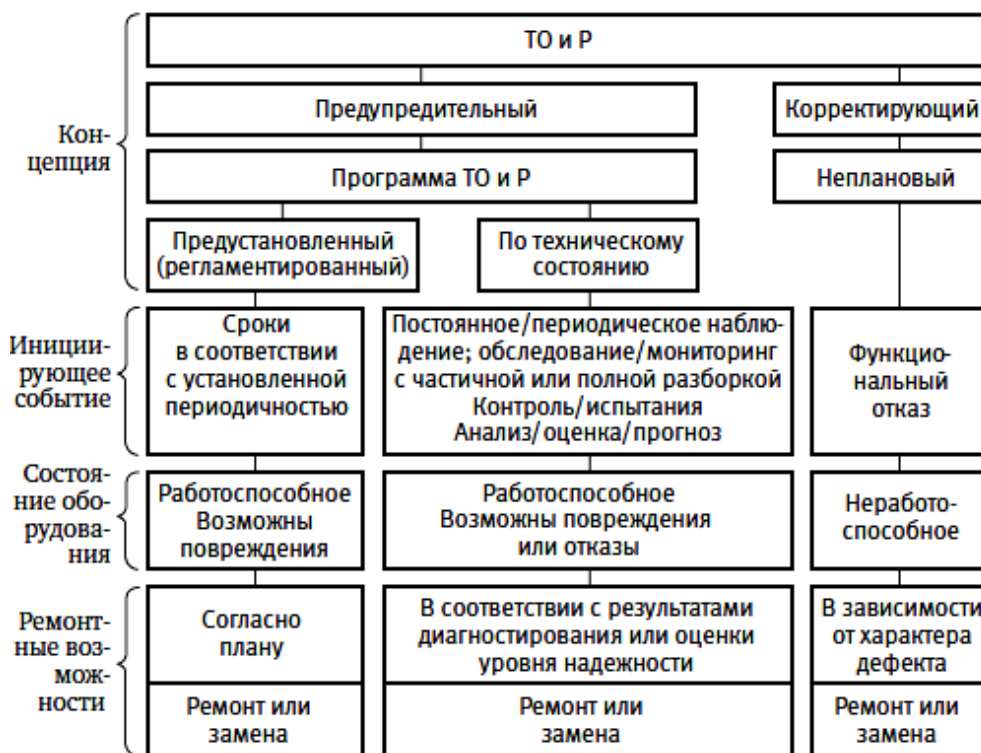 ТО и Р
Предупредительный
Корректирующий
Кон-
цепция
Программа ТО и Р
Неплановый
Предустановленный
(регламентированный)
По техническому
состоянию
Иниции-
рующее
событие
Сроки
в соответствии
с установленной
периодичностью
Постоянное/периодическое наблю-
дение; обследование/мониторинг
с частичной или полной разборкой
Контроль/испытания
Анализ/оценка/прогноз
Функцио-
нальный
отказ
Состоя-
ние обо-
рудова-
ния
Работоспособное
Возможны
повреждения
Работоспособное
Возможны повреждения
или отказы
Неработо-
способное
Ремонт-
ные воз-
мож-
ности
Согласно
плану
В соответствии с результатами
диагностирования или оценки
уровня надежности
В зависимости
от характера
дефекта
Ремонт или
замена
Ремонт или
замена
Ремонт или
замена